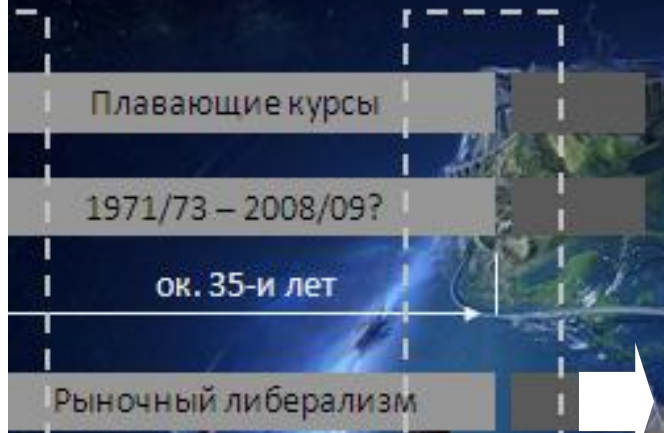 Плавающие курсы
1971/73 – 2008/09?
ок. 35-и лет
Рыночный либерализм